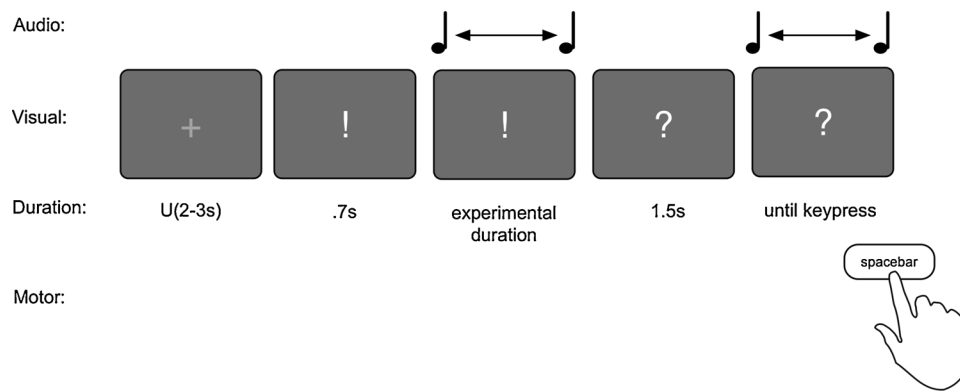 Audio:
Visual:
+ ! ! ? ?
Duration: U(2-3s) .7s experimental duration 1.5s until keypress
spacebar
Motor: